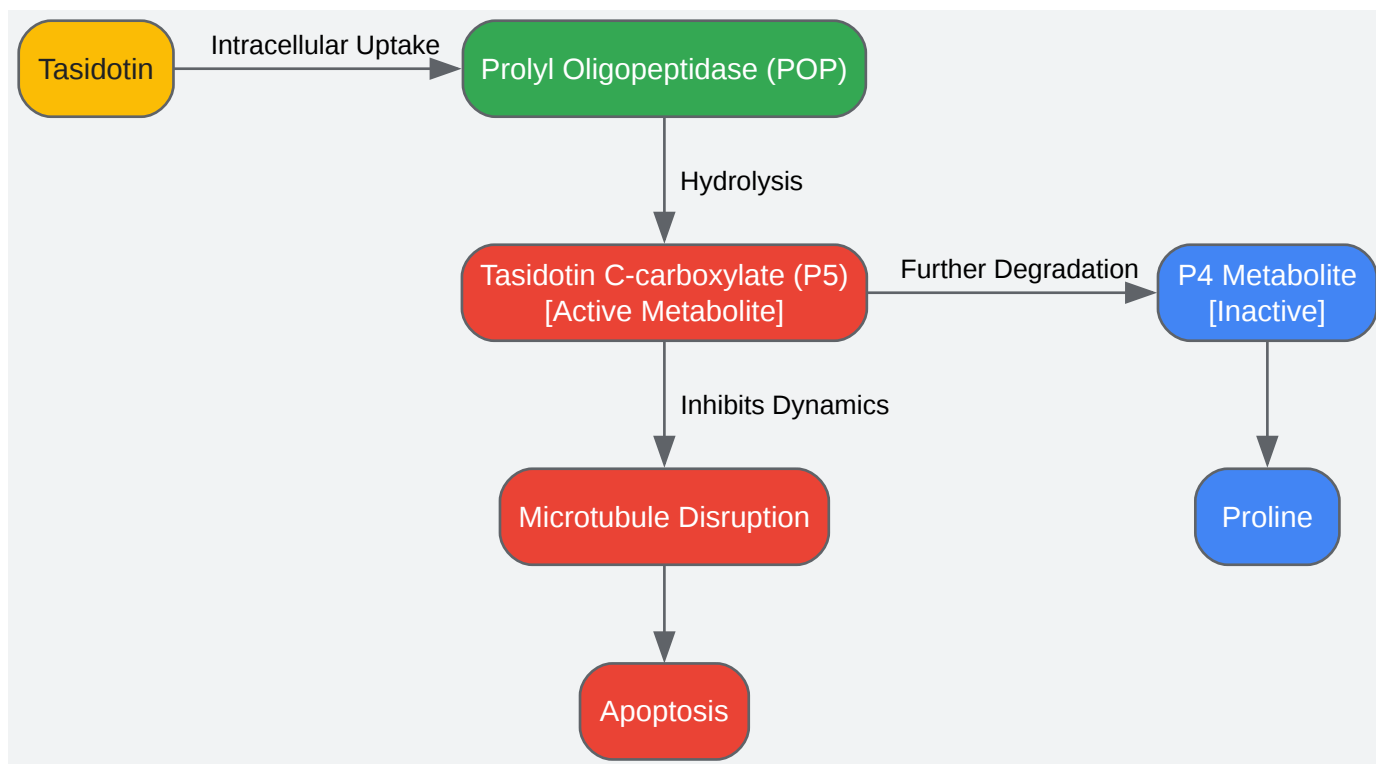 Tasidotin
Intracellular Uptake
Prolyl Oligopeptidase (POP)
Hydrolysis
Tasidotin C-carboxylate (P5)
[Active Metabolite]
Further Degradation
P4 Metabolite
[Inactive]
Inhibits Dynamics
Microtubule Disruption
Proline
Apoptosis